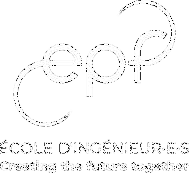 epf
ÉCOLE D'INGÉNIEUR·E·S
Creating the future together